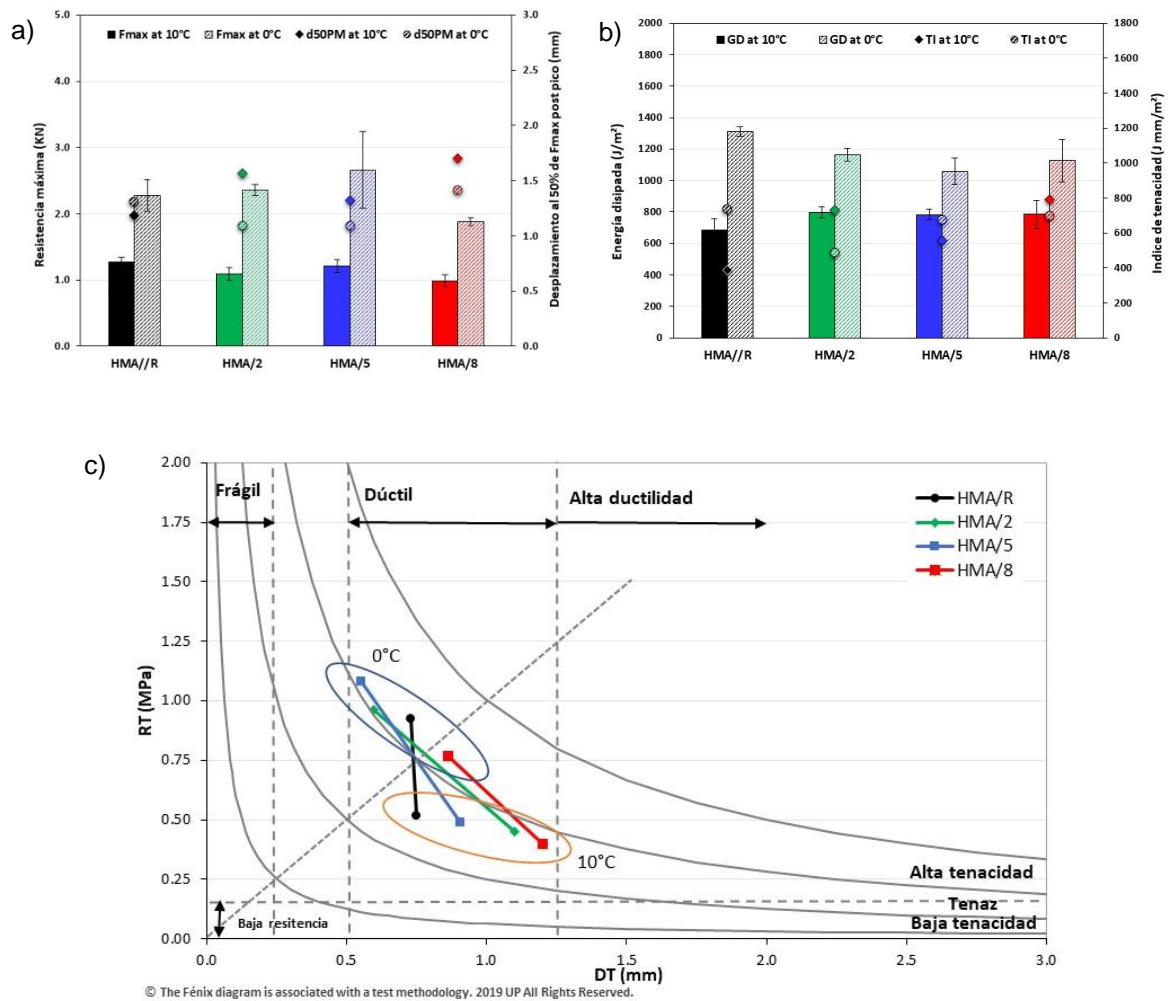 a)
Fmax at 10°C Fmax at 0°C d50PM at 10°C d50PM at 0°C
Resistencia máxima (KN)
5.0
4.0
3.0
2.0
1.0
0.0
Desplazamiento al 50% de Fmax post pico (mm)
3.0
2.5
2.0
1.5
1.0
0.5
0.0
HMA//R HMA/2 HMA/5 HMA/8
b)
GD at 10°C GD at 0°C TI at 10°C TI at 0°C
Energía disipada (J/m²)
2000
1800
1600
1400
1200
1000
800
600
400
200
0
Indice de tenacidad (J mm/m²)
1800
1600
1400
1200
1000
800
600
400
200
0
HMA//R HMA/2 HMA/5 HMA/8
c)
RT (MPa)
2.00
1.75
1.50
1.25
1.00
0.75
0.50
0.25
0.00
Frágil
Dúctil
Alta ductilidad
HMA/R
HMA/2
HMA/5
HMA/8
0°C
10°C
Alta tenacidad
Tenaz
Baja resitencia
Baja tenacidad
0.0 0.5 1.0 1.5 2.0 2.5 3.0
DT (mm)
© The Fénix diagram is associated with a test methodology. 2019 UP All Rights Reserved.